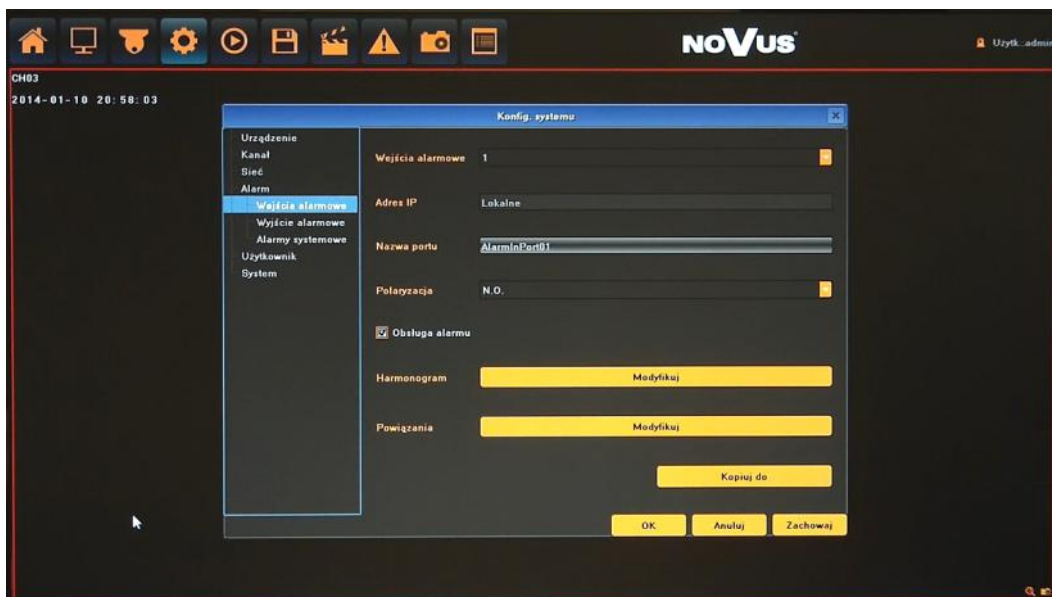 NOVUS
Użytk.:admin
CH03
2014-01-10 20:58:03
Konfig. systemu
Urządzenie
Kanał
Sieć
Alarm
Wejścia alarmowe
Wyjście alarmowe
Alarmy systemowe
Użytkownik
System
Wejścia alarmowe 1
Adres IP Lokalne
Nazwa portu AlarmInPort01
Polaryzacja N.O.
Obsługa alarmu
Harmonogram Modyfikuj
Powiązania Modyfikuj
Kopiuj do
OK Anuluj Zachowaj